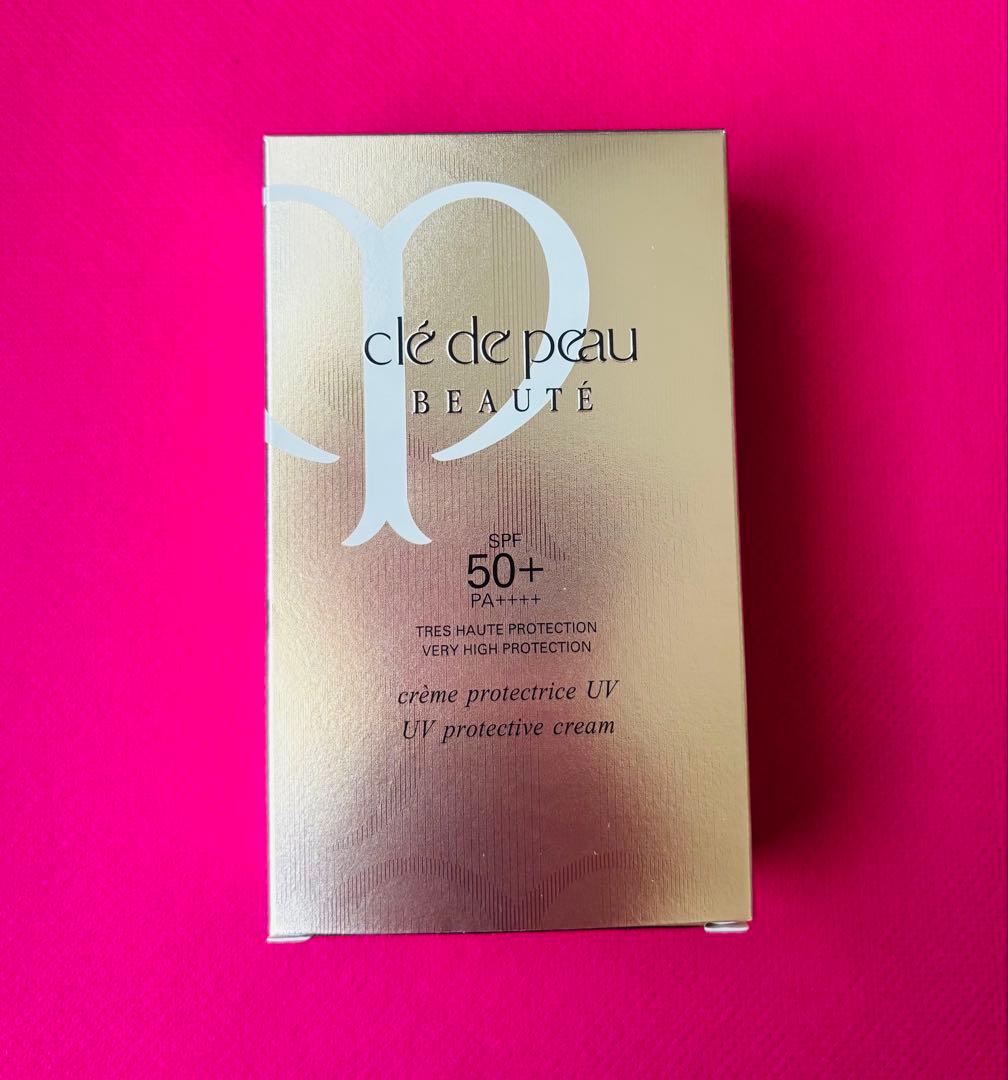 clé de peau
BEAUTÉ
SPF
50+
PA++++
TRES HAUTE PROTECTION
VERY HIGH PROTECTION
crème protectrice UV
UV protective cream